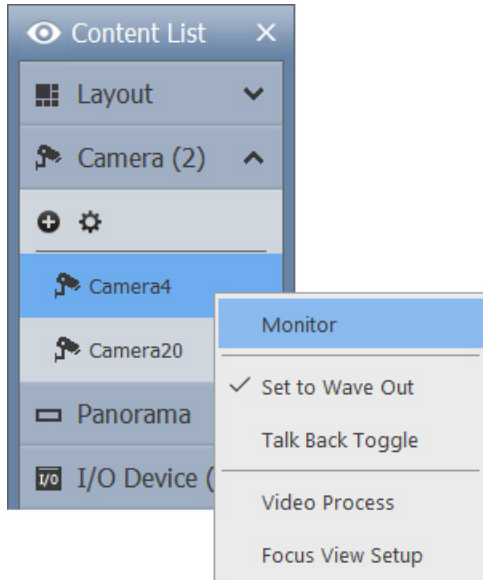 Content List
Layout
Camera (2)
Camera4
Camera20
Panorama
I/O
I/O Device (
Monitor
Set to Wave Out
Talk Back Toggle
Video Process
Focus View Setup